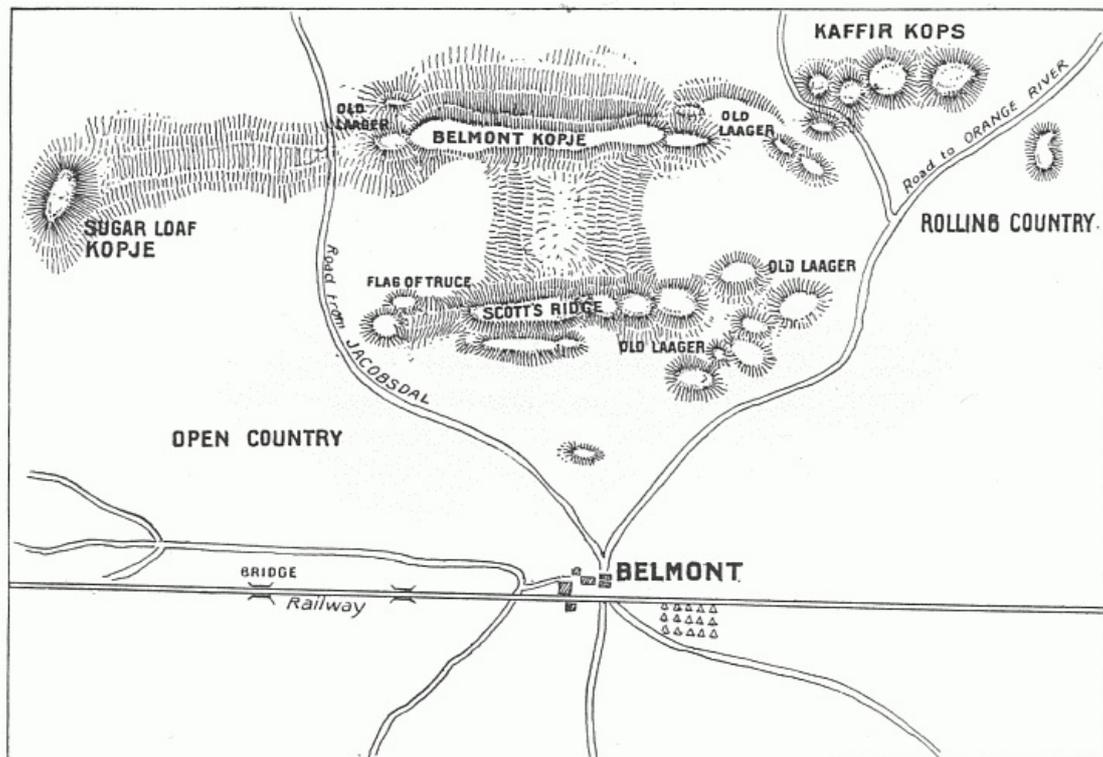 KAFFIR KOPS
OLD
LAAGER
BELMONT KOPJE
OLD
LAAGER
Road to ORANGE RIVER
SUGAR LOAF
KOPJE
ROLLING COUNTRY.
Road from JACOBSDAL
FLAG OF TRUCE
OLD LAAGER
SCOTT'S RIDGE
OLD LAAGER
OPEN COUNTRY
BRIDGE
Railway
BELMONT.